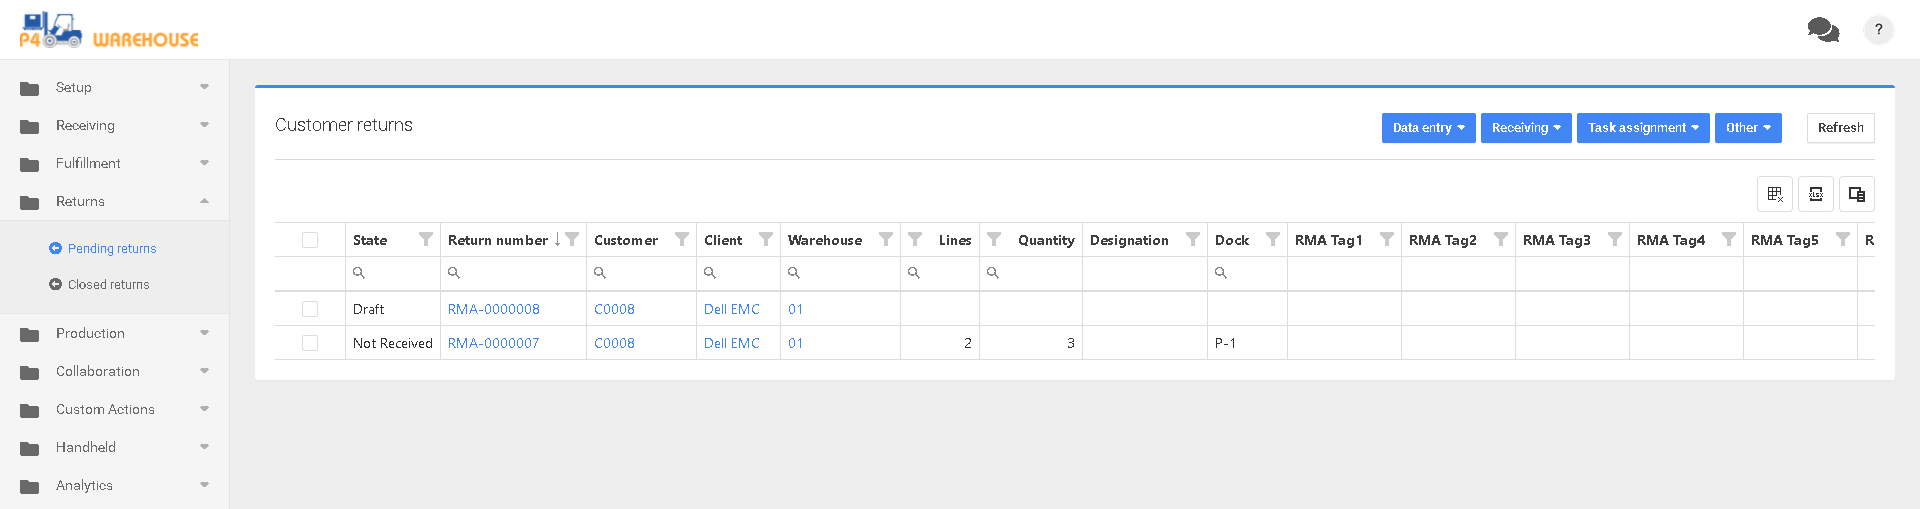 P4 WAREHOUSE
?
Setup
Receiving
Fulfillment
Returns
Pending returns
Closed returns
Production
Collaboration
Custom Actions
Handheld
Analytics
Customer returns
Data entry Receiving Task assignment Other Refresh
xlsx
State Return number Customer Client Warehouse Lines Quantity Designation Dock RMA Tag1 RMA Tag2 RMA Tag3 RMA Tag4 RMA Tag5 R
Draft RMA-0000008 C0008 Dell EMC 01
Not Received RMA-0000007 C0008 Dell EMC 01 2 3 P-1